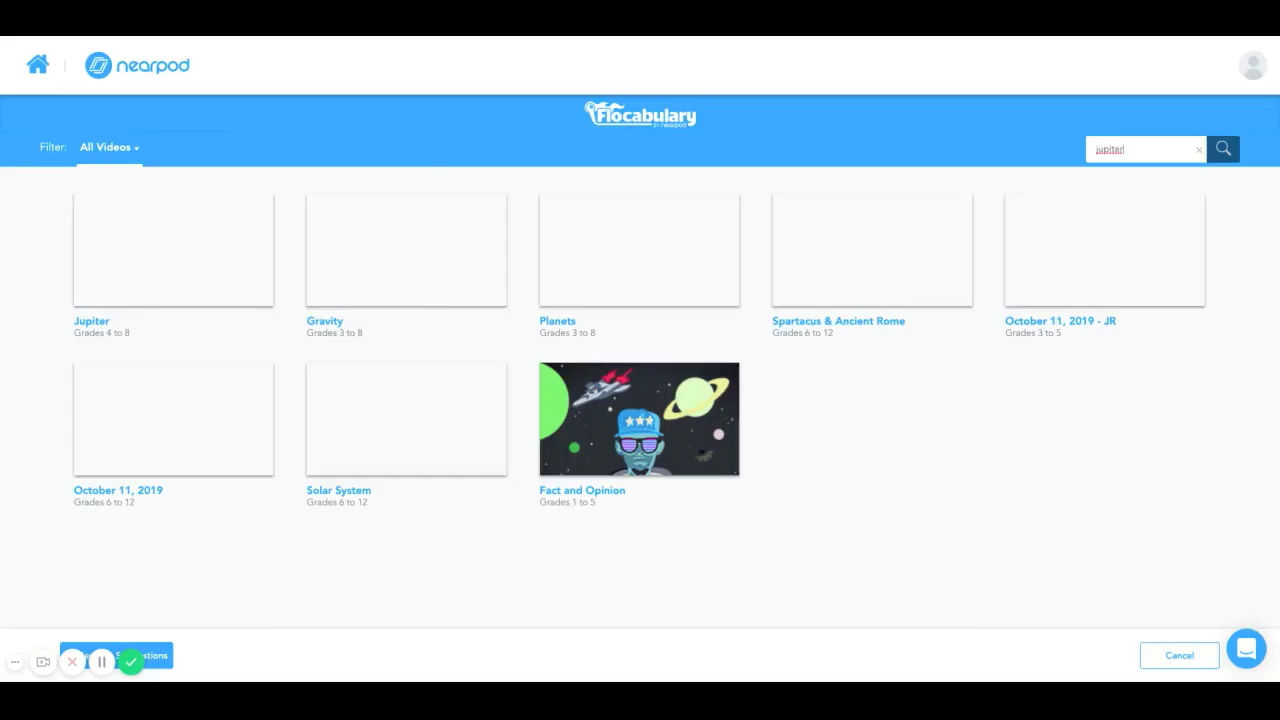 nearpod
Flocabulary
by nearpod
Filter: All Videos
jupiter
Jupiter
Grades 4 to 8
Gravity
Grades 3 to 8
Planets
Grades 3 to 8
Spartacus & Ancient Rome
Grades 6 to 12
October 11, 2019 - JR
Grades 3 to 5
October 11, 2019
Grades 6 to 12
Solar System
Grades 6 to 12
Fact and Opinion
Grades 1 to 5
Cancel